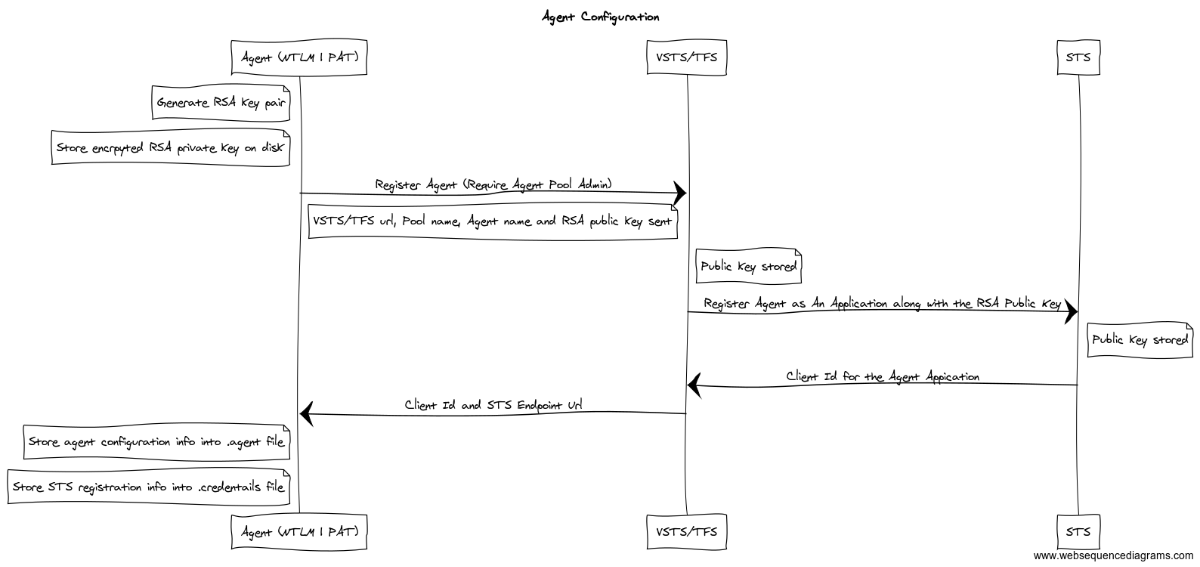 Agent Configuration
Agent (NTLM | PAT)
VSTS/TFS
STS
Generate RSA Key pair
Store encrpyted RSA private Key on disk
Register Agent (Require Agent Pool Admin)
VSTS/TFS url, Pool name, Agent name and RSA public Key sent
Public Key stored
Register Agent as An Application along with the RSA Public Key
Public Key stored
Client Id for the Agent Appication
Client Id and STS Endpoint Url
Store agent configuration info into .agent file
Store STS registration info into .credentails file
Agent (NTLM | PAT)
VSTS/TFS
STS
www.websequencediagrams.com